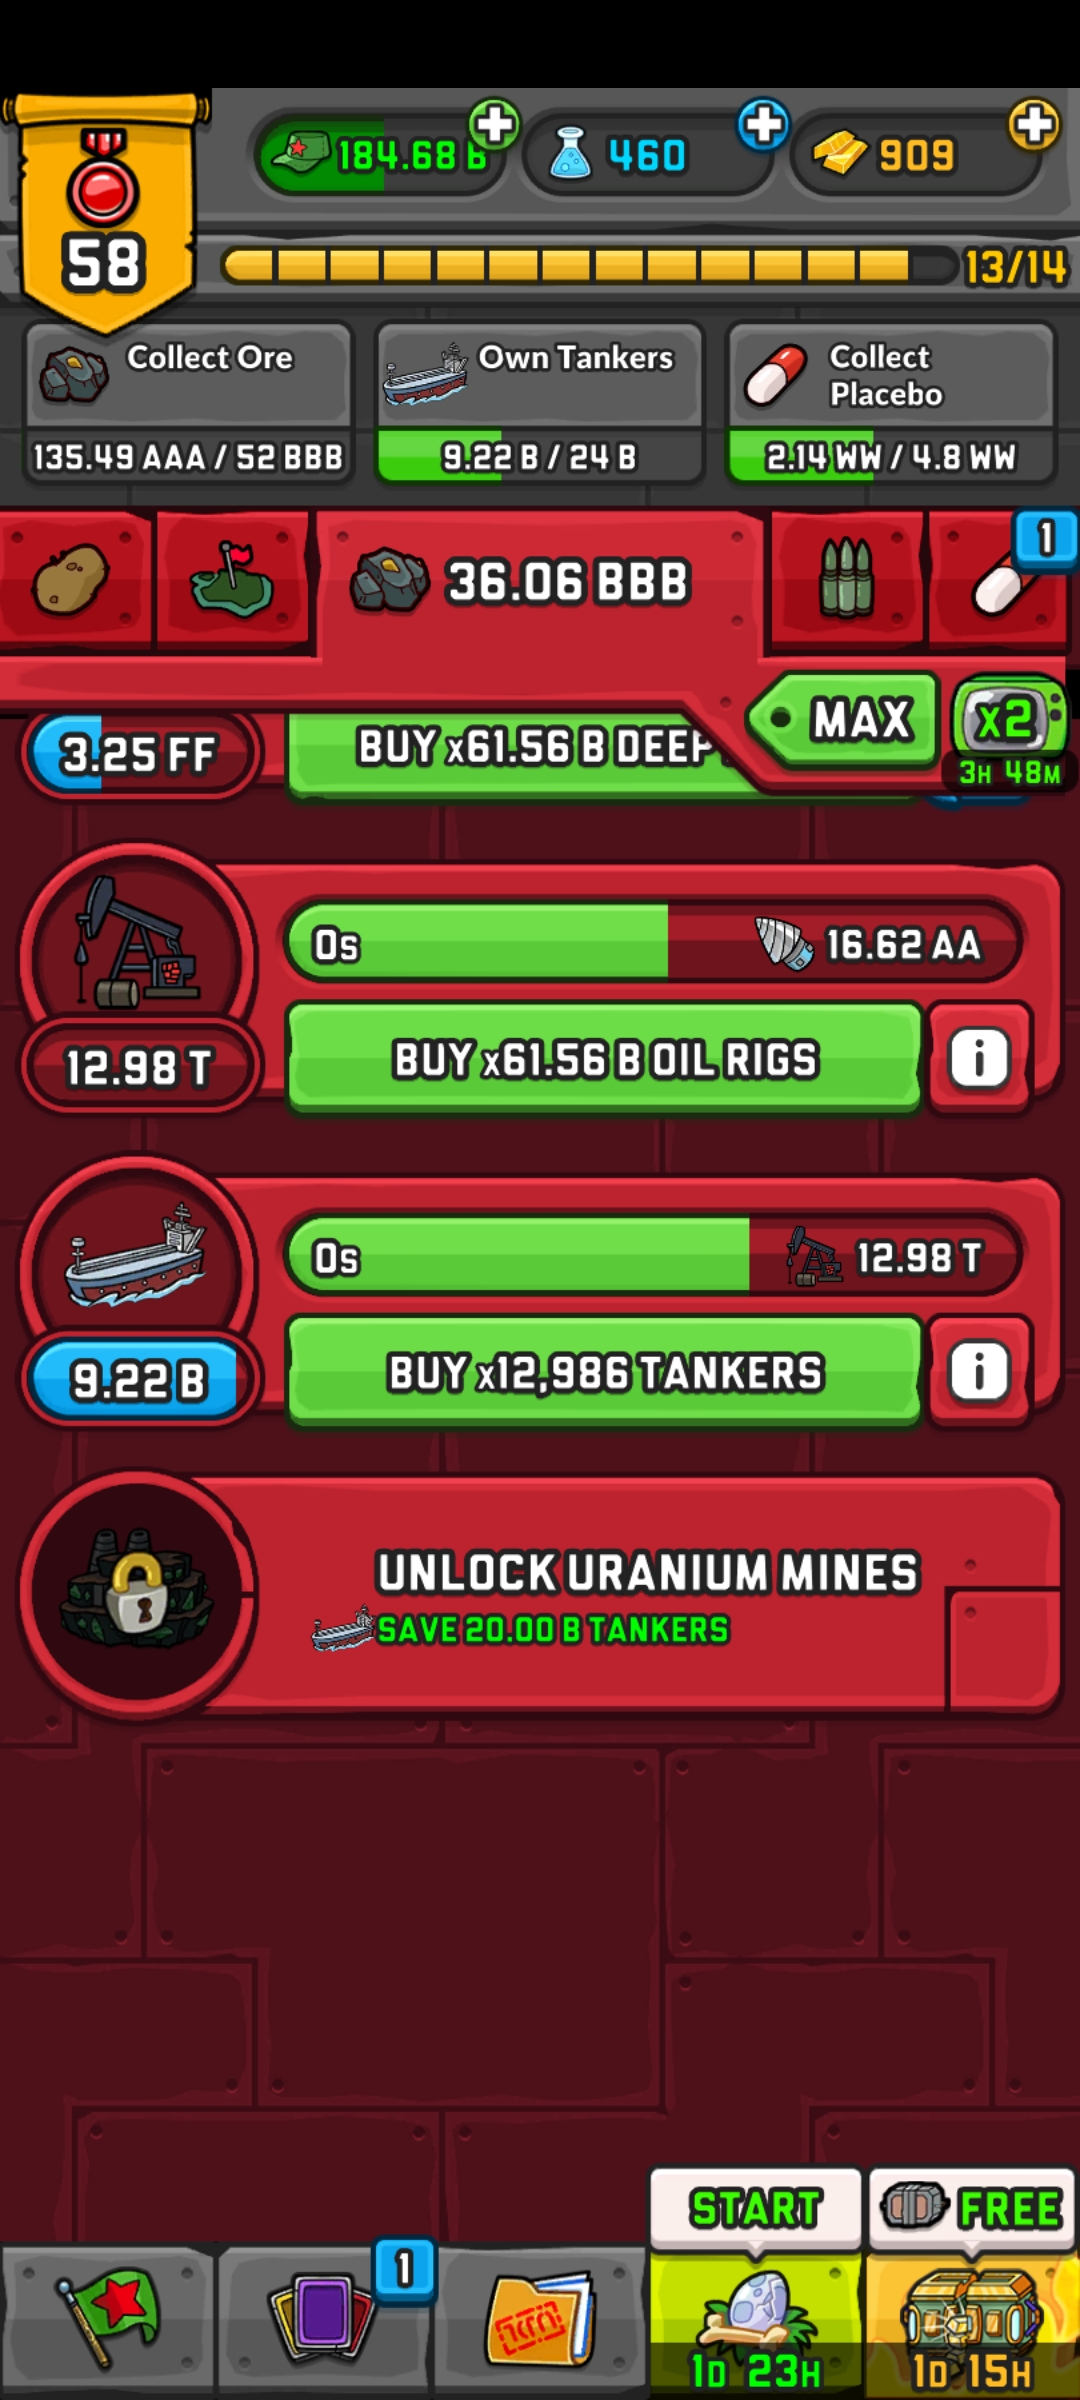 184.68 B
460
909
58
13/14
Collect Ore
135.49 AAA / 52 BBB
Own Tankers
9.22 B / 24 B
Collect
Placebo
2.14 WW / 4.8 WW
36.06 BBB
1
MAX
x2
3H 48M
3.25 FF
BUY x61.56 B DEEP
0s
16.62 AA
12.98 T
BUY x61.56 B OIL RIGS
i
0s
12.98 T
9.22 B
BUY x12,986 TANKERS
i
UNLOCK URANIUM MINES
SAVE 20.00 B TANKERS
START
FREE
1
1D 23H
1D 15H